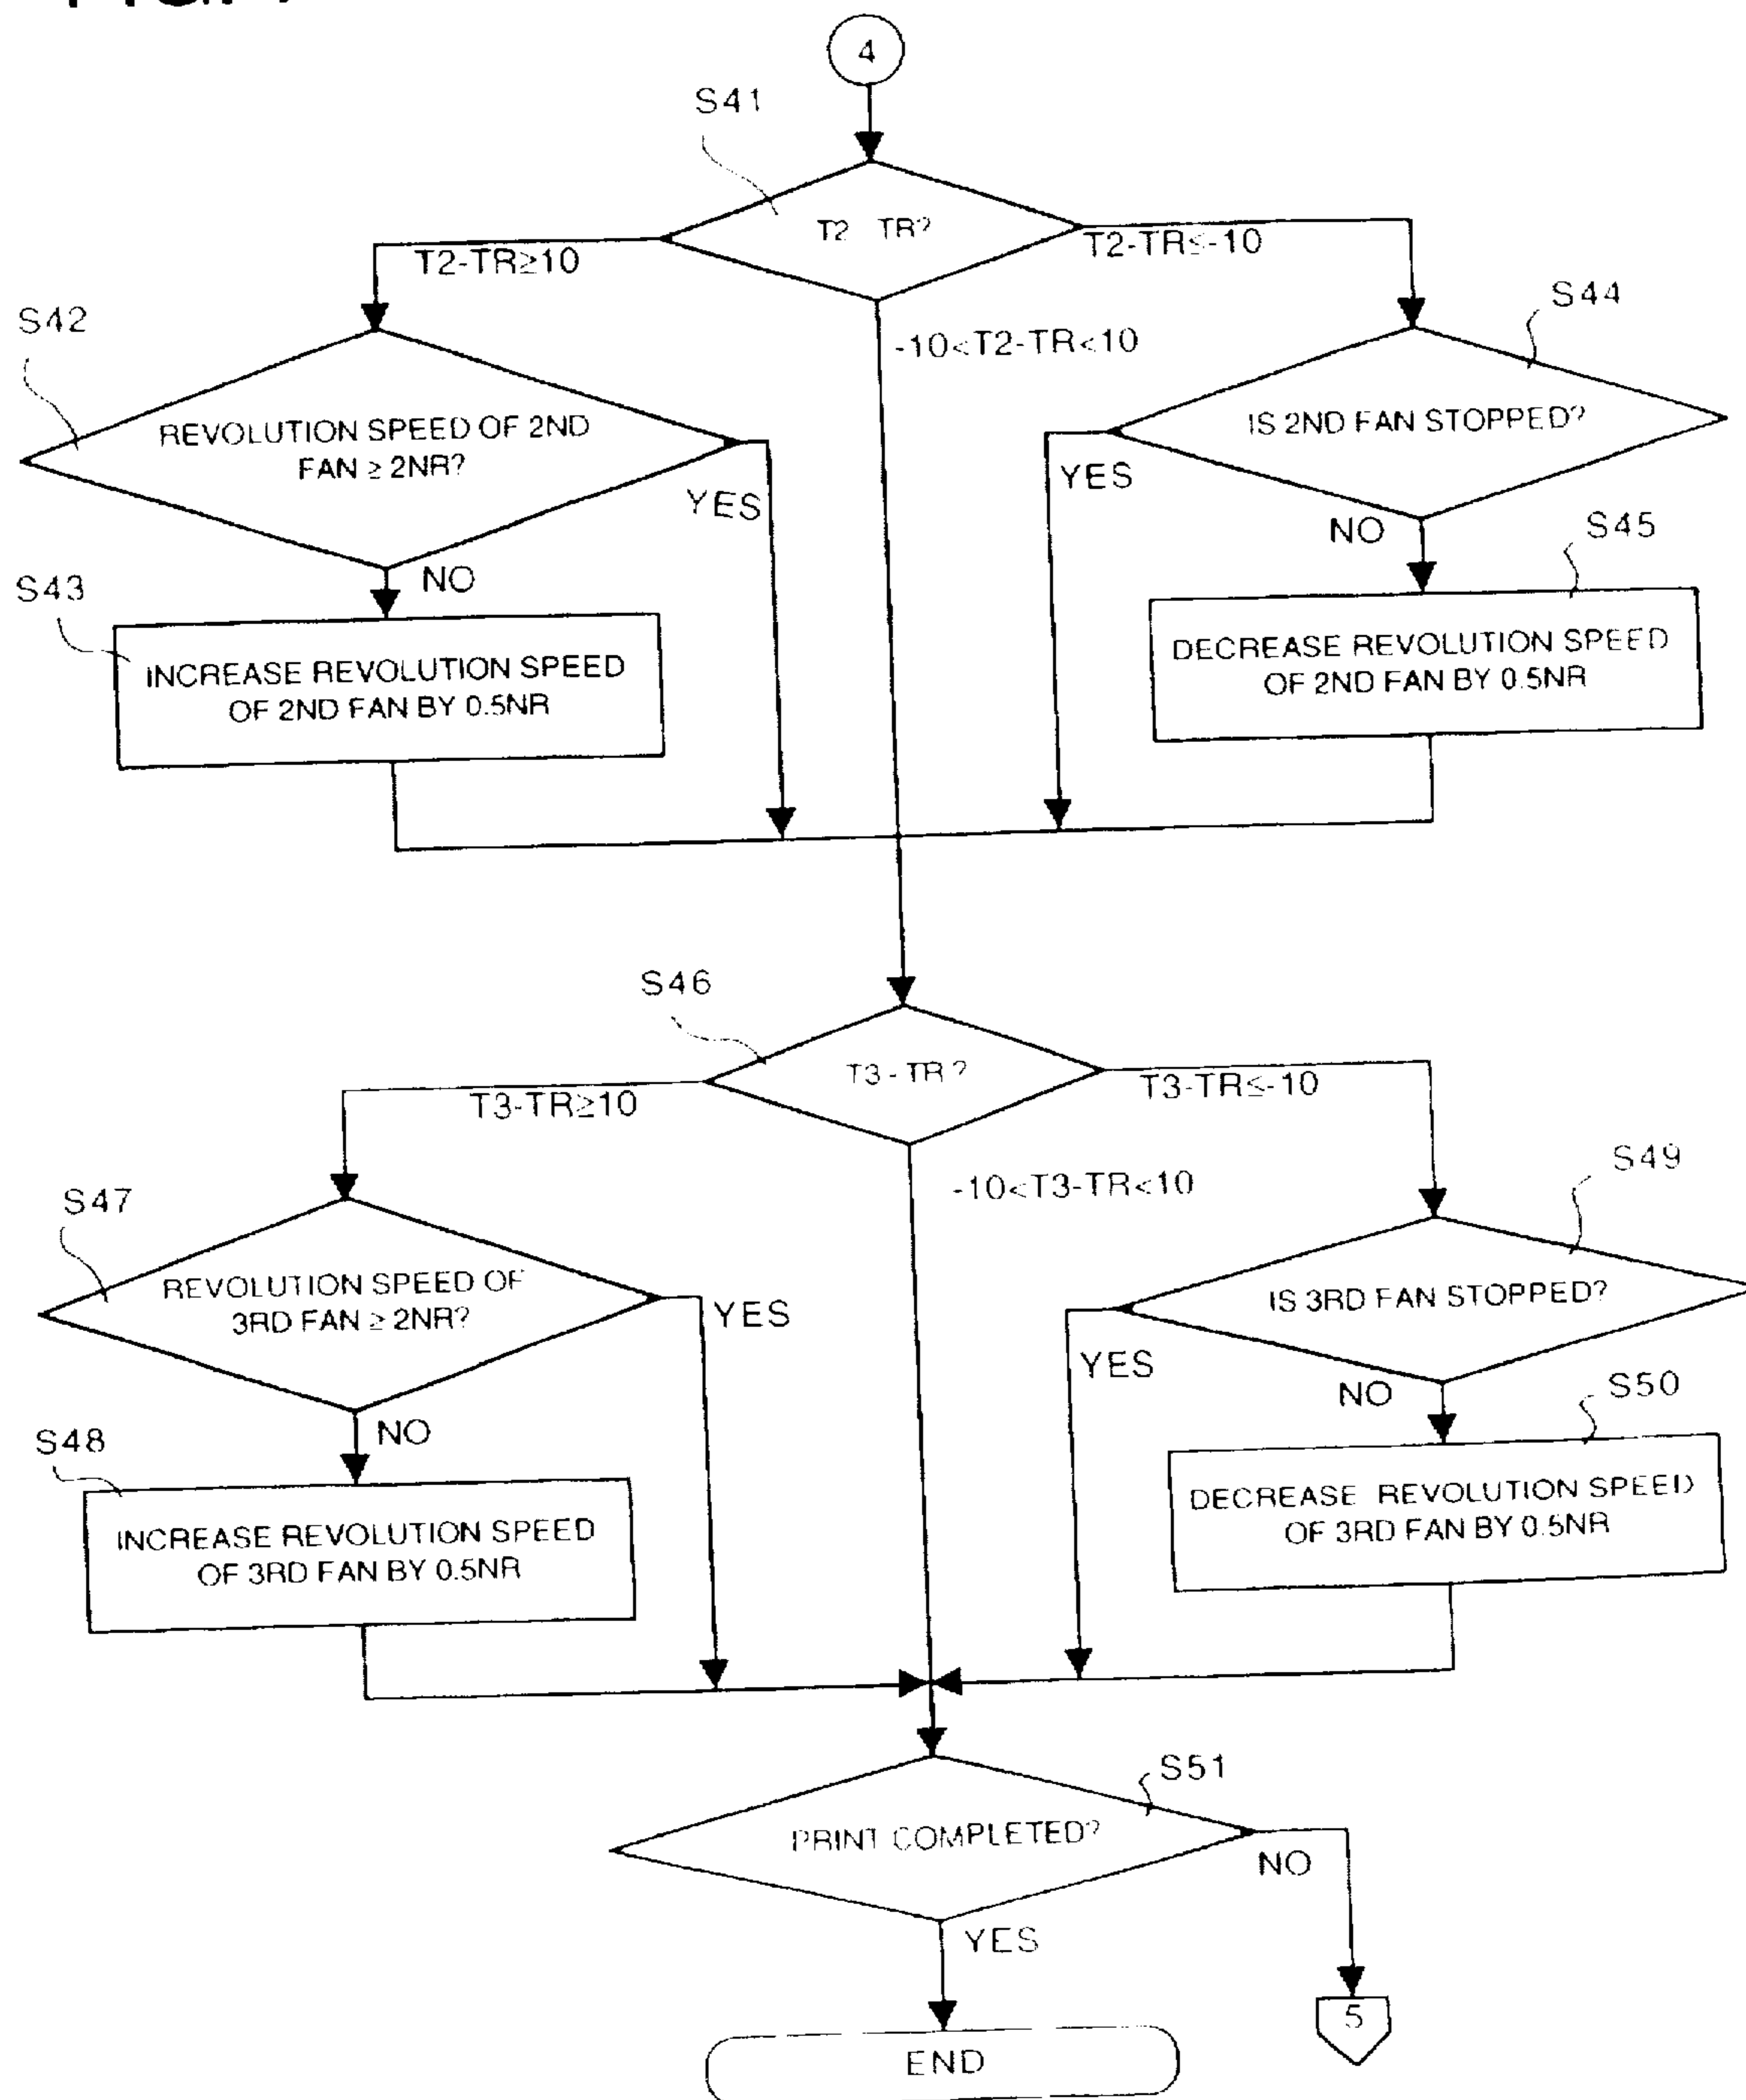 4
S41
T2 TR?
T2-TR≥10
T2-TR≤-10
-10<T2-TR<10
S42
S44
REVOLUTION SPEED OF 2ND
FAN ≥ 2NR?
YES
NO
IS 2ND FAN STOPPED?
YES
NO
S43
S45
INCREASE REVOLUTION SPEED
OF 2ND FAN BY 0.5NR
DECREASE REVOLUTION SPEED
OF 2ND FAN BY 0.5NR
S46
T3-TR?
T3-TR≥10
T3-TR≤-10
-10<T3-TR<10
S47
S49
REVOLUTION SPEED OF
3RD FAN ≥ 2NR?
YES
NO
IS 3RD FAN STOPPED?
YES
NO
S48
S50
INCREASE REVOLUTION SPEED
OF 3RD FAN BY 0.5NR
DECREASE REVOLUTION SPEED
OF 3RD FAN BY 0.5NR
S51
PRINT COMPLETED?
NO
YES
5
END